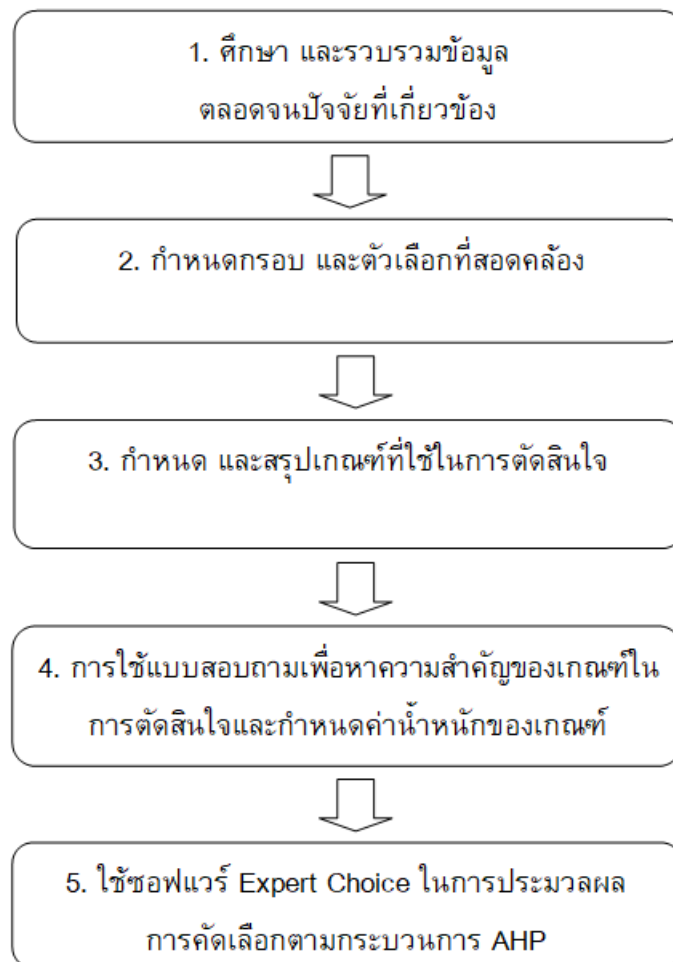 1. ศึกษา และรวบรวมข้อมูล
ตลอดจนปัจจัยที่เกี่ยวข้อง
2. กำหนดกรอบ และตัวเลือกที่สอดคล้อง
3. กำหนด และสรุปเกณฑ์ที่ใช้ในการตัดสินใจ
4. การใช้แบบสอบถามเพื่อหาความสำคัญของเกณฑ์ใน
การตัดสินใจและกำหนดค่าน้ำหนักของเกณฑ์
5. ใช้ซอฟแวร์ Expert Choice ในการประมวลผล
การคัดเลือกตามกระบวนการ AHP